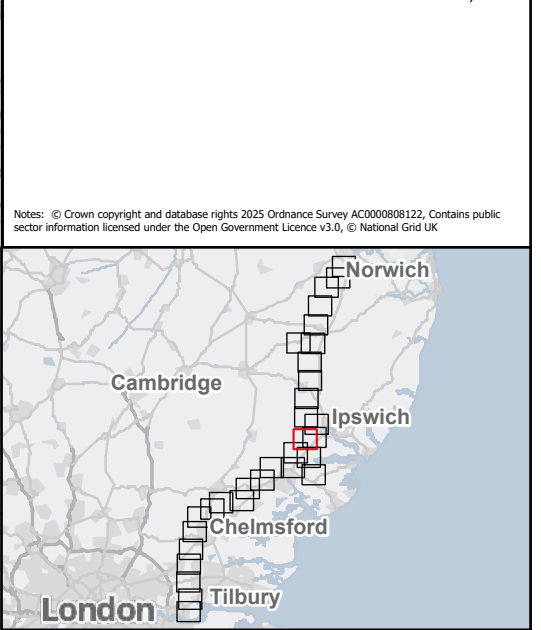 Notes: © Crown copyright and database rights 2025 Ordnance Survey AC0000808122, Contains public
sector information licensed under the Open Government Licence v3.0, © National Grid UK
Norwich
Cambridge
Ipswich
Chelmsford
Tilbury
London